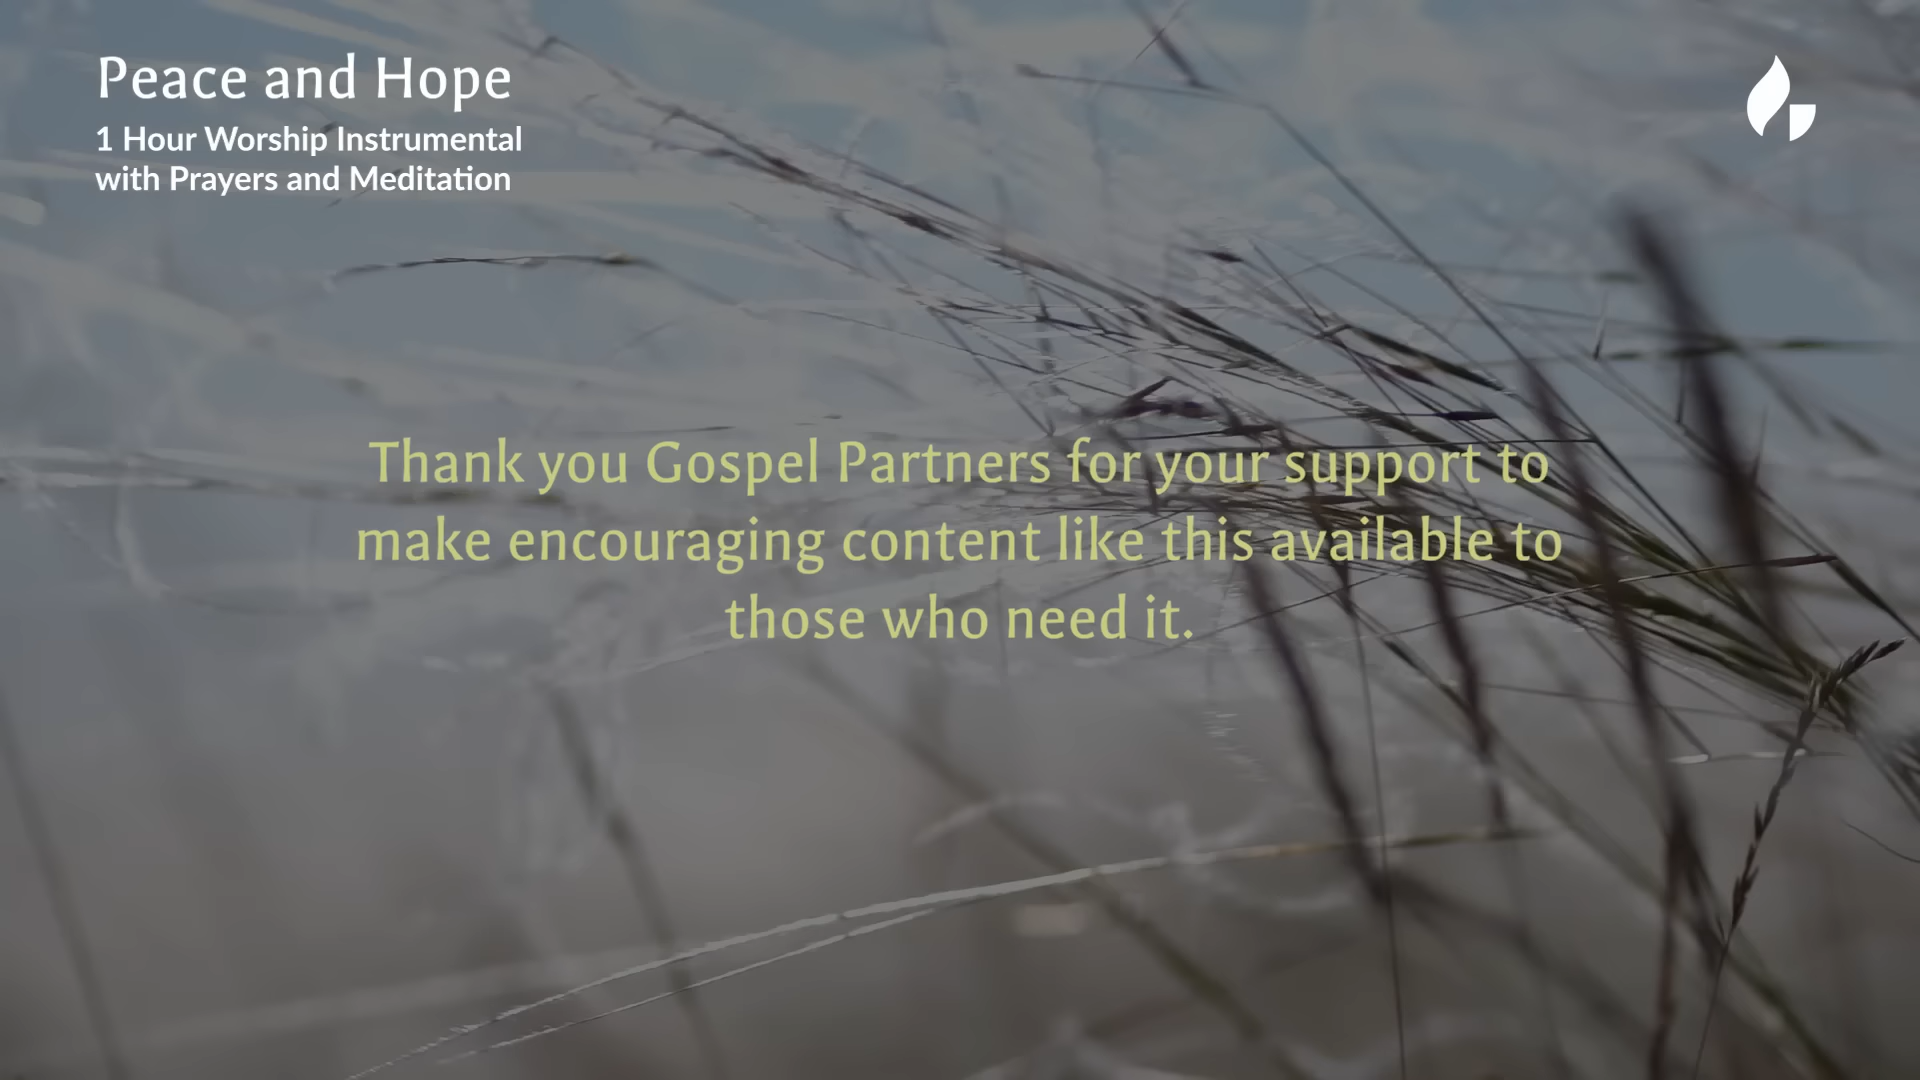 Peace and Hope
1 Hour Worship Instrumental
with Prayers and Meditation
Thank you Gospel Partners for your support to
make encouraging content like this available to
those who need it.